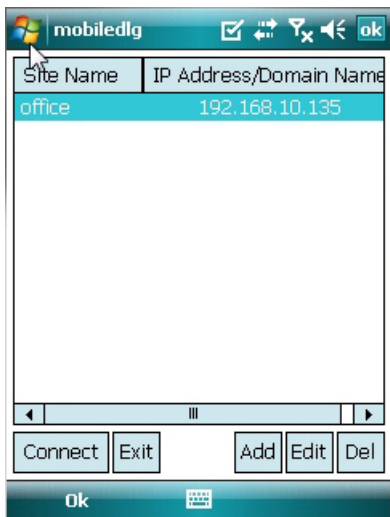 mobiledlg ok
Site Name IP Address/Domain Name
office 192.168.10.135
Connect Exit Add Edit Del
Ok